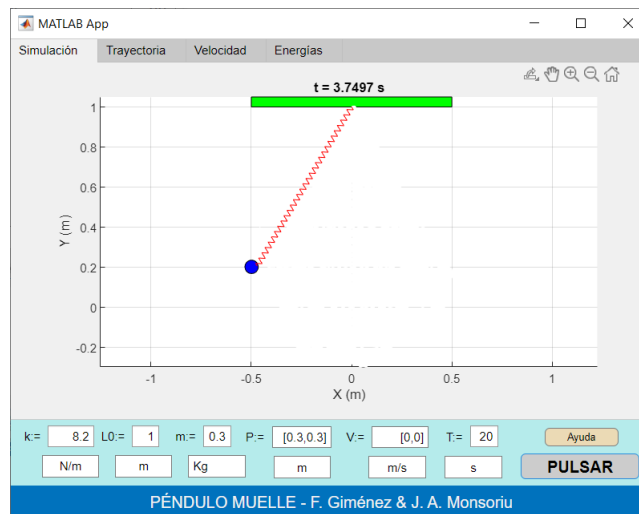 MATLAB App
Simulación Trayectoria Velocidad Energías
t = 3.7497 s
1
0.8
0.6
0.4
0.2
0
-0.2
Y (m)
-1 -0.5 0 0.5 1
X (m)
k:= 8.2 L0:= 1 m:= 0.3 P:= [0.3,0.3] V:= [0,0] T:= 20 Ayuda
N/m m Kg m m/s s PULSAR
PÉNDULO MUELLE - F. Giménez & J. A. Monsoriu